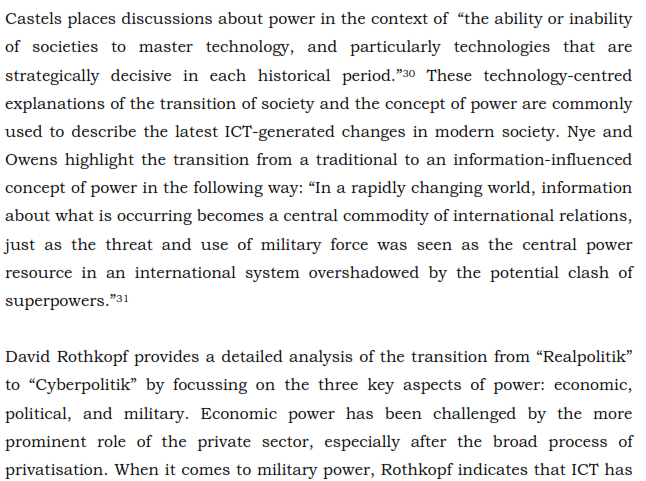 Castels places discussions about power in the context of “the ability or inability
of societies to master technology, and particularly technologies that are
strategically decisive in each historical period.”30 These technology-centred
explanations of the transition of society and the concept of power are commonly
used to describe the latest ICT-generated changes in modern society. Nye and
Owens highlight the transition from a traditional to an information-influenced
concept of power in the following way: “In a rapidly changing world, information
about what is occurring becomes a central commodity of international relations,
just as the threat and use of military force was seen as the central power
resource in an international system overshadowed by the potential clash of
superpowers.”31
David Rothkopf provides a detailed analysis of the transition from “Realpolitik”
to “Cyberpolitik” by focussing on the three key aspects of power: economic,
political, and military. Economic power has been challenged by the more
prominent role of the private sector, especially after the broad process of
privatisation. When it comes to military power, Rothkopf indicates that ICT has